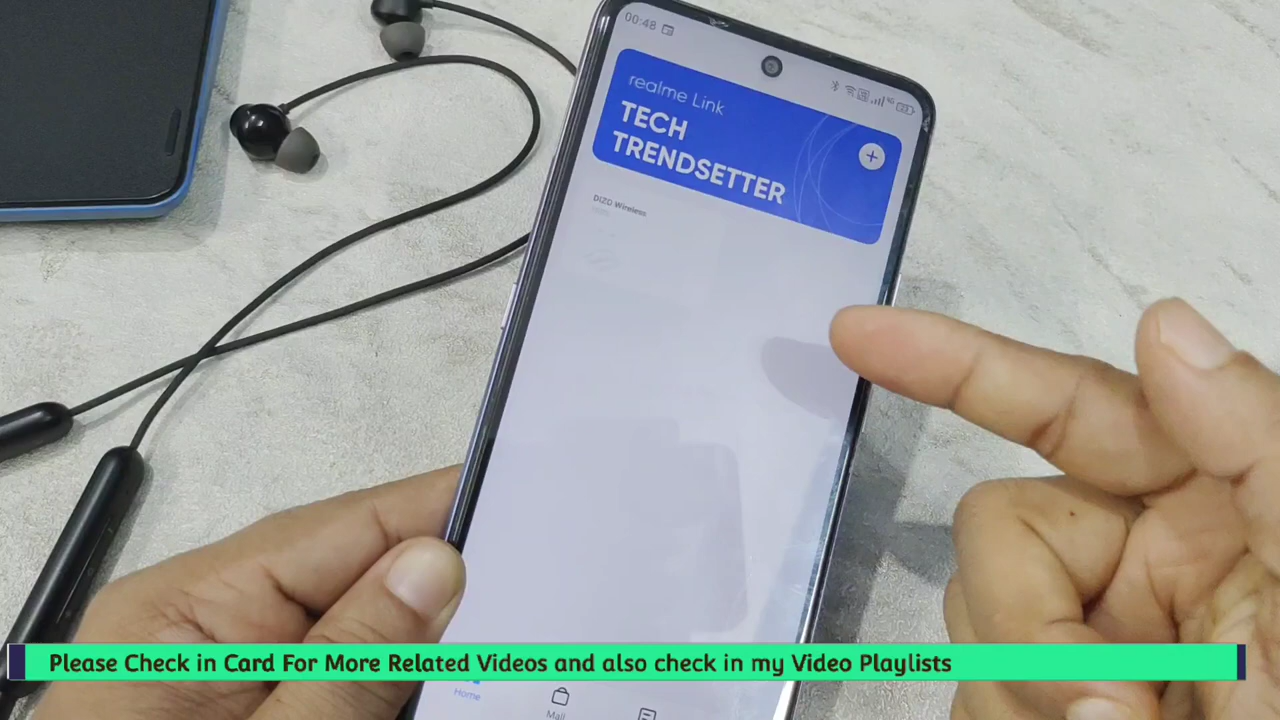 00:48
realme Link
TECH
TRENDSETTER
DIZO Wireless
Please Check in Card For More Related Videos and also check in my Video Playlists
Home
Mall